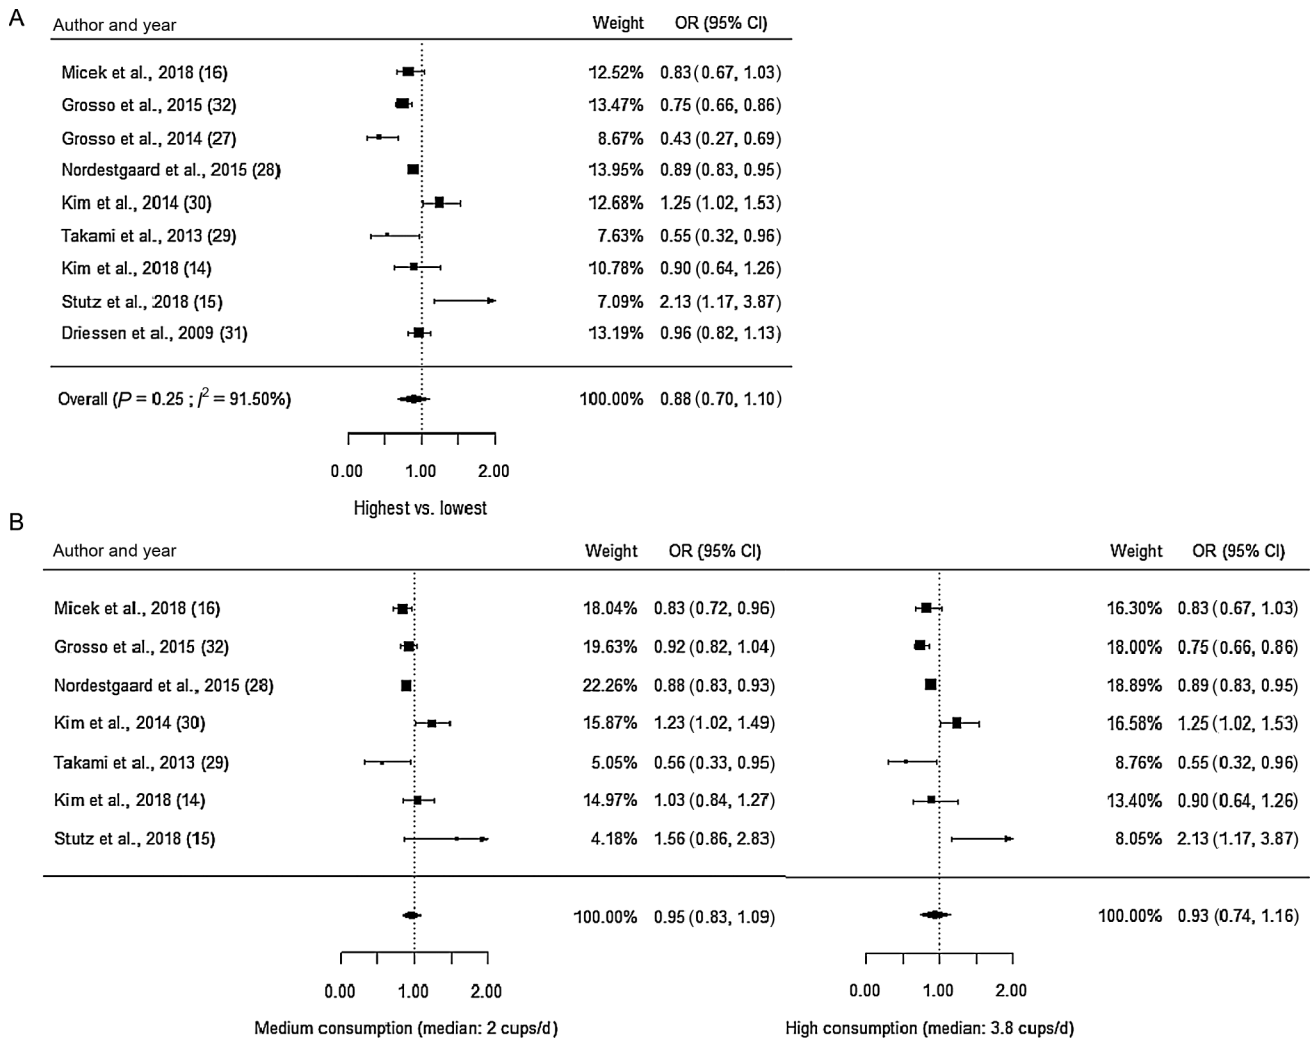 A
Author and year Weight OR (95% CI)
Micek et al., 2018 (16) 12.52% 0.83 (0.67, 1.03)
Grosso et al., 2015 (32) 13.47% 0.75 (0.66, 0.86)
Grosso et al., 2014 (27) 8.67% 0.43 (0.27, 0.69)
Nordestgaard et al., 2015 (28) 13.95% 0.89 (0.83, 0.95)
Kim et al., 2014 (30) 12.68% 1.25 (1.02, 1.53)
Takami et al., 2013 (29) 7.63% 0.55 (0.32, 0.96)
Kim et al., 2018 (14) 10.78% 0.90 (0.64, 1.26)
Stutz et al., 2018 (15) 7.09% 2.13 (1.17, 3.87)
Driessen et al., 2009 (31) 13.19% 0.96 (0.82, 1.13)
Overall (P = 0.25 ; I² = 91.50%) 100.00% 0.88 (0.70, 1.10)
0.00 1.00 2.00
Highest vs. lowest
B
Author and year Weight OR (95% CI) Weight OR (95% CI)
Micek et al., 2018 (16) 18.04% 0.83 (0.72, 0.96) 16.30% 0.83 (0.67, 1.03)
Grosso et al., 2015 (32) 19.63% 0.92 (0.82, 1.04) 18.00% 0.75 (0.66, 0.86)
Nordestgaard et al., 2015 (28) 22.26% 0.88 (0.83, 0.93) 18.89% 0.89 (0.83, 0.95)
Kim et al., 2014 (30) 15.87% 1.23 (1.02, 1.49) 16.58% 1.25 (1.02, 1.53)
Takami et al., 2013 (29) 5.05% 0.56 (0.33, 0.95) 8.76% 0.55 (0.32, 0.96)
Kim et al., 2018 (14) 14.97% 1.03 (0.84, 1.27) 13.40% 0.90 (0.64, 1.26)
Stutz et al., 2018 (15) 4.18% 1.56 (0.86, 2.83) 8.05% 2.13 (1.17, 3.87)
100.00% 0.95 (0.83, 1.09) 100.00% 0.93 (0.74, 1.16)
0.00 1.00 2.00 0.00 1.00 2.00
Medium consumption (median: 2 cups/d) High consumption (median: 3.8 cups/d)